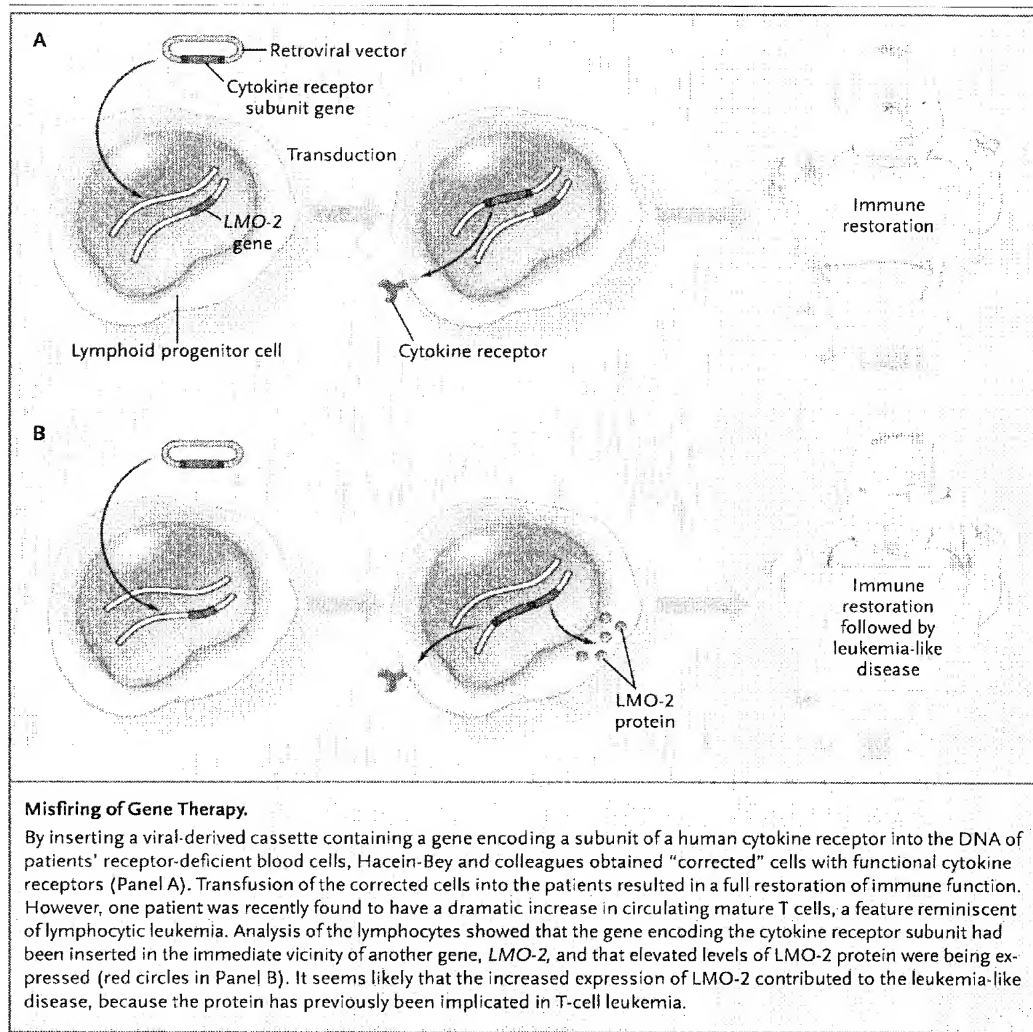 A
Retroviral vector
Cytokine receptor
subunit gene
Transduction
LMO-2
gene
Lymphoid progenitor cell
Cytokine receptor
Immune
restoration
B
LMO-2
protein
Immune
restoration
followed by
leukemia-like
disease
Misfiring of Gene Therapy.
By inserting a viral-derived cassette containing a gene encoding a subunit of a human cytokine receptor into the DNA of
patients' receptor-deficient blood cells, Hacein-Bey and colleagues obtained "corrected" cells with functional cytokine
receptors (Panel A). Transfusion of the corrected cells into the patients resulted in a full restoration of immune function.
However, one patient was recently found to have a dramatic increase in circulating mature T cells, a feature reminiscent
of lymphocytic leukemia. Analysis of the lymphocytes showed that the gene encoding the cytokine receptor subunit had
been inserted in the immediate vicinity of another gene, LMO-2, and that elevated levels of LMO-2 protein were being ex-
pressed (red circles in Panel B). It seems likely that the increased expression of LMO-2 contributed to the leukemia-like
disease, because the protein has previously been implicated in T-cell leukemia.